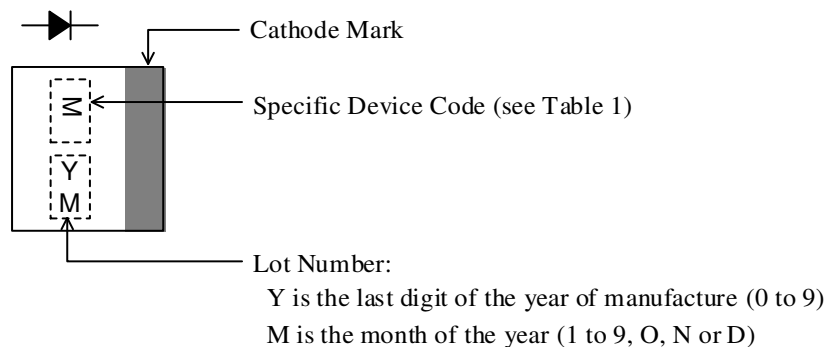 Cathode Mark
M
Specific Device Code (see Table 1)
Y
M
Lot Number:
Y is the last digit of the year of manufacture (0 to 9)
M is the month of the year (1 to 9, O, N or D)